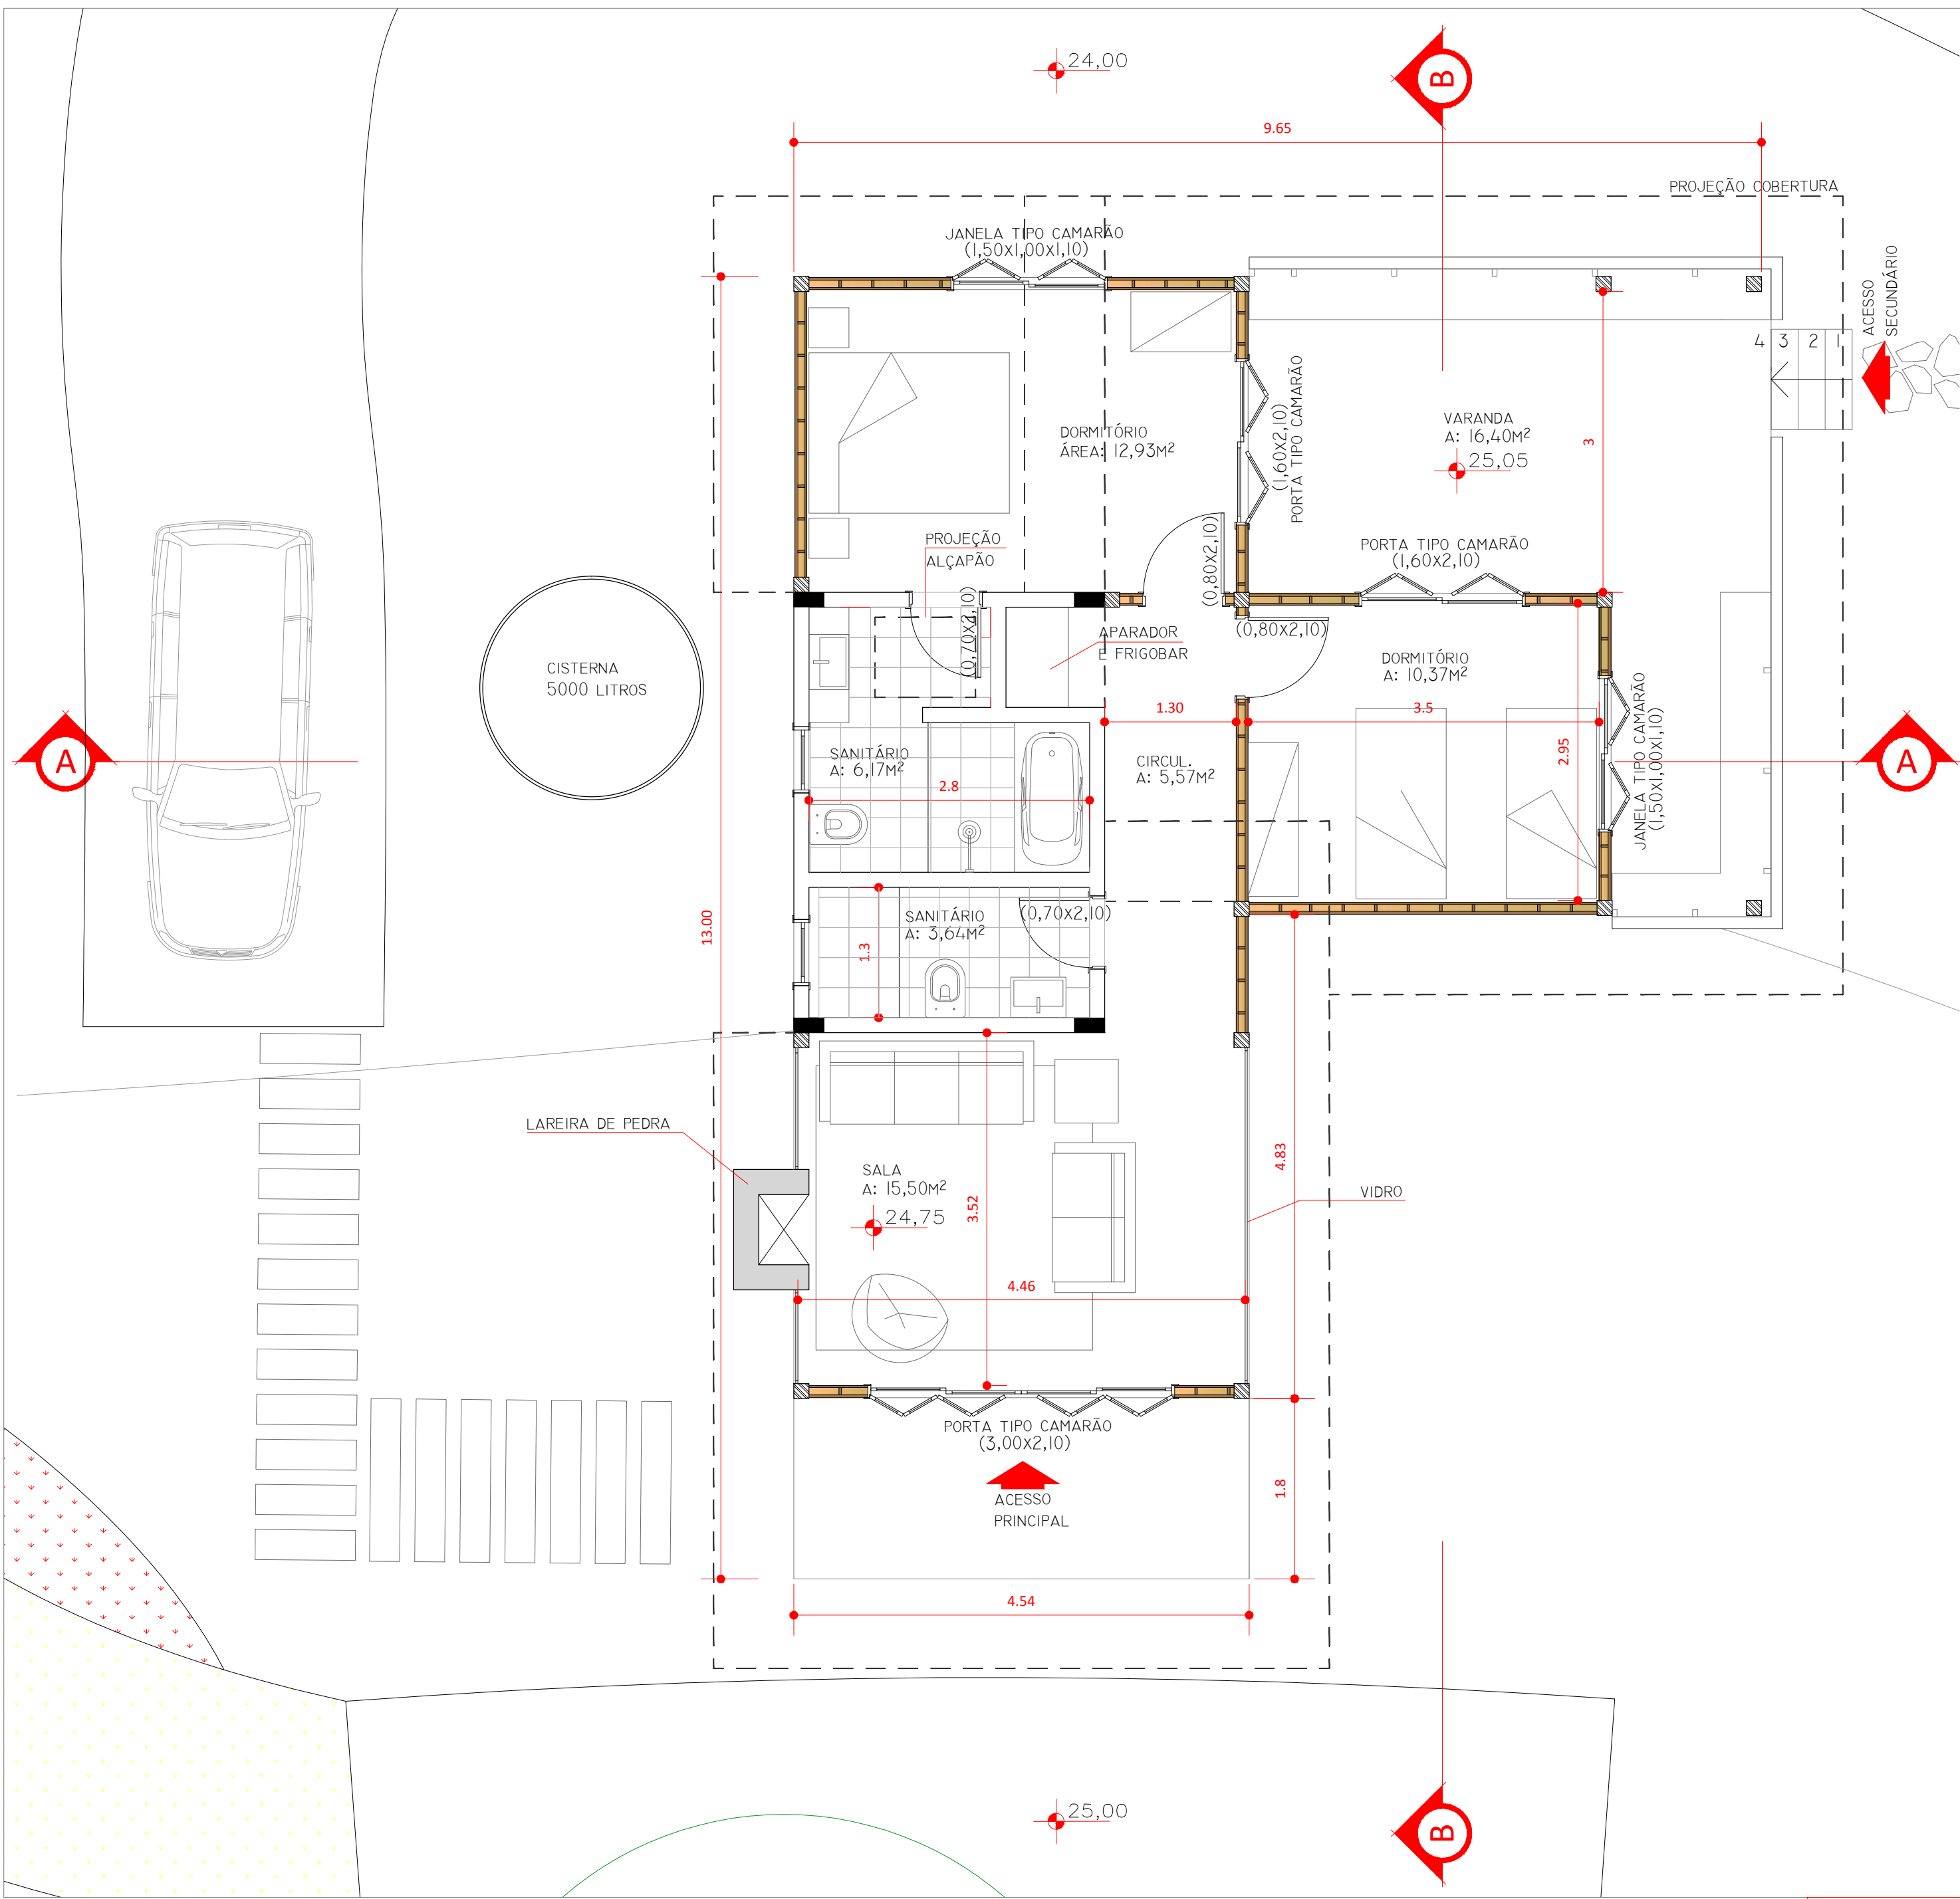 24,00
B
9.65
PROJEÇÃO COBERTURA
JANELA TIPO CAMARÃO
(1,50x1,00x1,10)
ACESSO
SECUNDÁRIO
4 3 2 1
DORMITÓRIO
ÁREA: 12,93M²
(1,60x2,10)
PORTA TIPO CAMARÃO
VARANDA
A: 16,40M²
25,05
3
PROJEÇÃO
ALÇAPÃO
(0,80x2,10)
PORTA TIPO CAMARÃO
(1,60x2,10)
(0,70x2,10)
APARADOR
E FRIGOBAR
(0,80x2,10)
CISTERNA
5000 LITROS
DORMITÓRIO
A: 10,37M²
1.30
3.5
2.95
JANELA TIPO CAMARÃO
(1,50x1,00x1,10)
A
SANITÁRIO
A: 6,17M²
2.8
CIRCUL.
A: 5,57M²
A
13.00
SANITÁRIO
A: 3,64M²
(0,70x2,10)
1.3
LAREIRA DE PEDRA
SALA
A: 15,50M²
24,75
3.52
4.83
VIDRO
4.46
PORTA TIPO CAMARÃO
(3,00x2,10)
ACESSO
PRINCIPAL
1.8
4.54
25,00
B